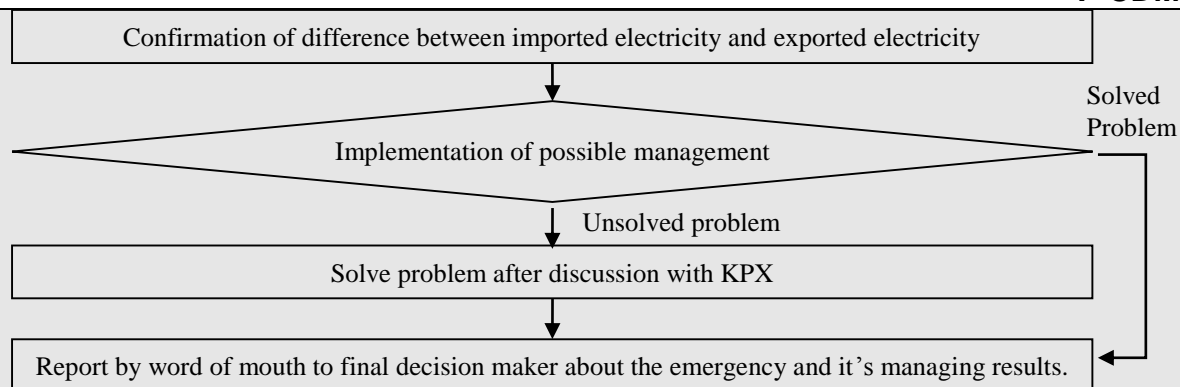 Confirmation of difference between imported electricity and exported electricity
Solved
Problem
Implementation of possible management
Unsolved problem
Solve problem after discussion with KPX
Report by word of mouth to final decision maker about the emergency and it’s managing results.